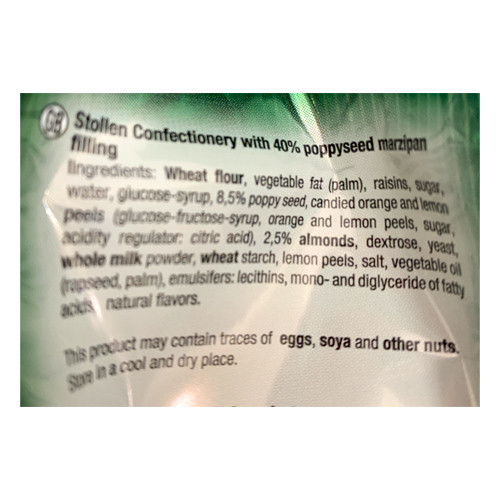 GB Stollen Confectionery with 40% poppyseed marzipan
filling
Iingredients: Wheat flour, vegetable fat (palm), raisins, sugar,
water, glucose-syrup, 8,5% poppy seed, candied orange and lemon
peels (glucose-fructose-syrup, orange and lemon peels, sugar,
acidity regulator: citric acid), 2,5% almonds, dextrose, yeast,
whole milk powder, wheat starch, lemon peels, salt, vegetable oil
(rapseed, palm), emulsifers: lecithins, mono- and diglyceride of fatty
acids natural flavors.
This product may contain traces of eggs, soya and other nuts.
Store in a cool and dry place.